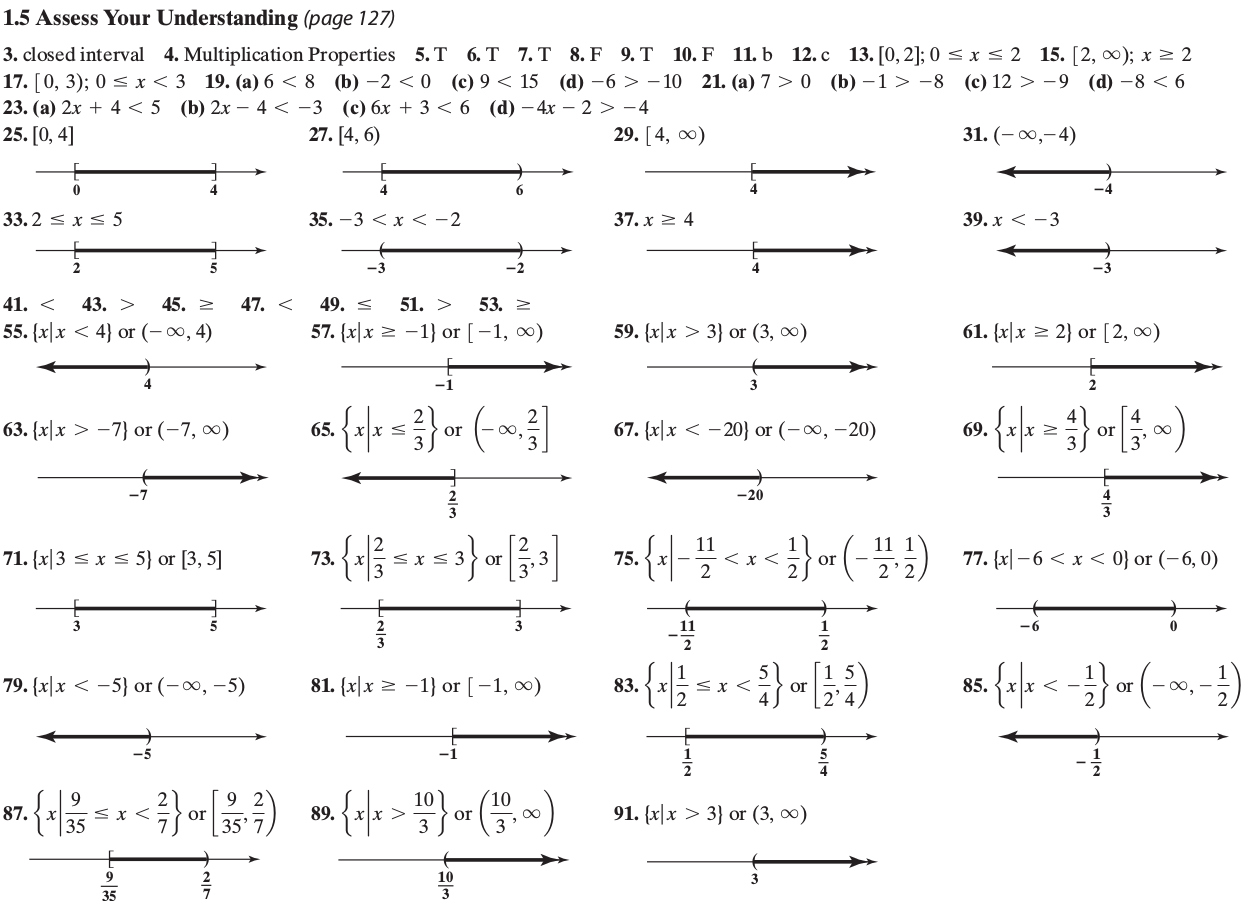 1.5 Assess Your Understanding (page 127)
3. closed interval 4. Multiplication Properties 5. T 6. T 7. T 8. F 9. T 10. F 11. b 12. c 13. [0, 2]; 0 ≤ x ≤ 2 15. [2, ∞); x ≥ 2
17. [0, 3); 0 ≤ x < 3 19. (a) 6 < 8 (b) −2 < 0 (c) 9 < 15 (d) −6 > −10 21. (a) 7 > 0 (b) −1 > −8 (c) 12 > −9 (d) −8 < 6
23. (a) 2x + 4 < 5 (b) 2x − 4 < −3 (c) 6x + 3 < 6 (d) −4x − 2 > −4
25. [0, 4] 27. [4, 6) 29. [4, ∞) 31. (−∞,−4)
0 4 4 6 4 −4
33. 2 ≤ x ≤ 5 35. −3 < x < −2 37. x ≥ 4 39. x < −3
2 5 −3 −2 4 −3
41. < 43. > 45. ≥ 47. < 49. ≤ 51. > 53. ≥
55. {x|x < 4} or (−∞, 4) 57. {x|x ≥ −1} or [−1, ∞) 59. {x|x > 3} or (3, ∞) 61. {x|x ≥ 2} or [2, ∞)
4 −1 3 2
63. {x|x > −7} or (−7, ∞) 65. {x|x ≤ 2/3} or (−∞, 2/3] 67. {x|x < −20} or (−∞, −20) 69. {x|x ≥ 4/3} or [4/3, ∞)
−7 2/3 −20 4/3
71. {x|3 ≤ x ≤ 5} or [3, 5] 73. {x|2/3 ≤ x ≤ 3} or [2/3, 3] 75. {x|−11/2 < x < 1/2} or (−11/2, 1/2) 77. {x|−6 < x < 0} or (−6, 0)
3 5 2/3 3 −11/2 1/2 −6 0
79. {x|x < −5} or (−∞, −5) 81. {x|x ≥ −1} or [−1, ∞) 83. {x|1/2 ≤ x < 5/4} or [1/2, 5/4) 85. {x|x < −1/2} or (−∞, −1/2)
−5 −1 1/2 5/4 −1/2
87. {x|9/35 ≤ x < 2/7} or [9/35, 2/7) 89. {x|x > 10/3} or (10/3, ∞) 91. {x|x > 3} or (3, ∞)
9/35 2/7 10/3 3